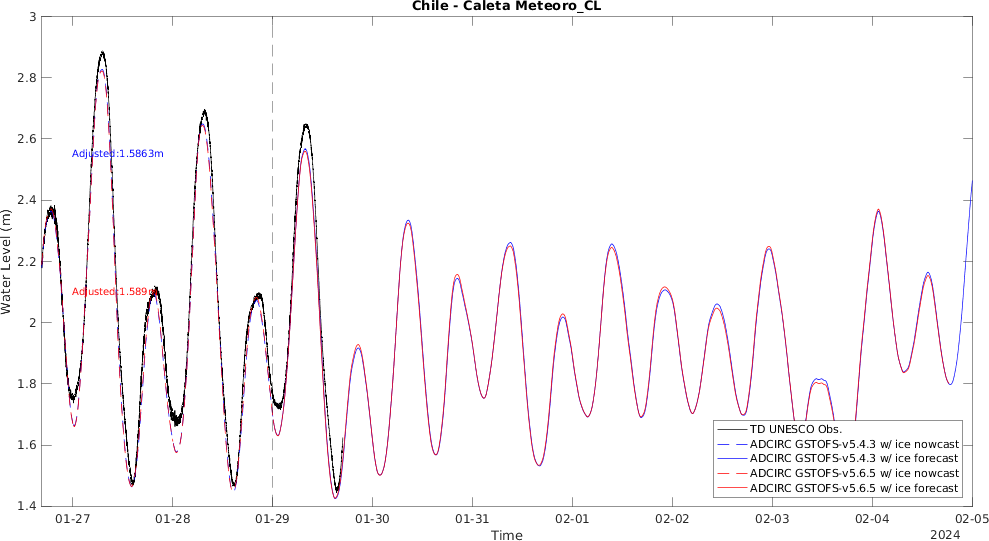 Chile - Caleta Meteoro_CL
3
2.8
2.6
2.4
2.2
2
1.8
1.6
1.4
Water Level (m)
Adjusted:1.5863m
Adjusted:1.589m
TD UNESCO Obs.
ADCIRC GSTOFS-v5.4.3 w/ ice nowcast
ADCIRC GSTOFS-v5.4.3 w/ ice forecast
ADCIRC GSTOFS-v5.6.5 w/ ice nowcast
ADCIRC GSTOFS-v5.6.5 w/ ice forecast
01-27 01-28 01-29 01-30 01-31 02-01 02-02 02-03 02-04 02-05
Time
2024